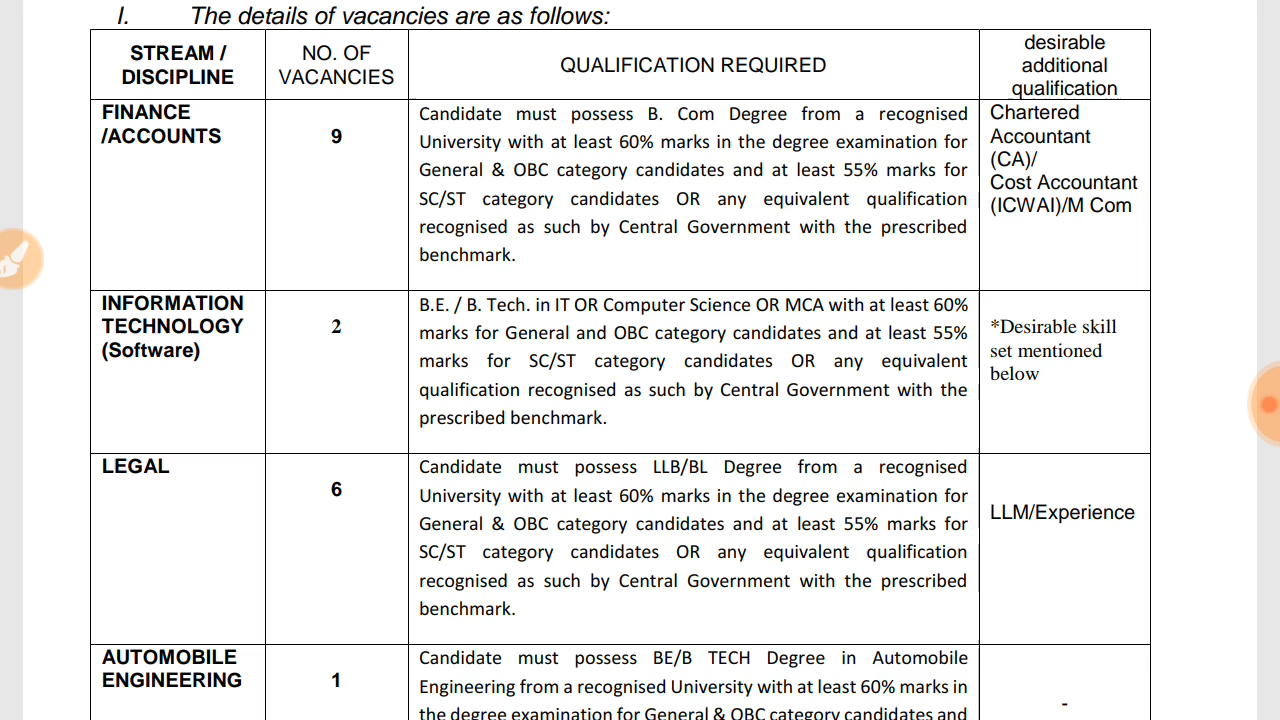 I. The details of vacancies are as follows:
STREAM /
DISCIPLINE
NO. OF
VACANCIES
QUALIFICATION REQUIRED
desirable
additional
qualification
FINANCE
/ACCOUNTS
9
Candidate must possess B. Com Degree from a recognised
University with at least 60% marks in the degree examination for
General & OBC category candidates and at least 55% marks for
SC/ST category candidates OR any equivalent qualification
recognised as such by Central Government with the prescribed
benchmark.
Chartered
Accountant
(CA)/
Cost Accountant
(ICWAI)/M Com
INFORMATION
TECHNOLOGY
(Software)
2
B.E. / B. Tech. in IT OR Computer Science OR MCA with at least 60%
marks for General and OBC category candidates and at least 55%
marks for SC/ST category candidates OR any equivalent
qualification recognised as such by Central Government with the
prescribed benchmark.
*Desirable skill
set mentioned
below
LEGAL
6
Candidate must possess LLB/BL Degree from a recognised
University with at least 60% marks in the degree examination for
General & OBC category candidates and at least 55% marks for
SC/ST category candidates OR any equivalent qualification
recognised as such by Central Government with the prescribed
benchmark.
LLM/Experience
AUTOMOBILE
ENGINEERING
1
Candidate must possess BE/B TECH Degree in Automobile
Engineering from a recognised University with at least 60% marks in
the degree examination for General & OBC category candidates and
-